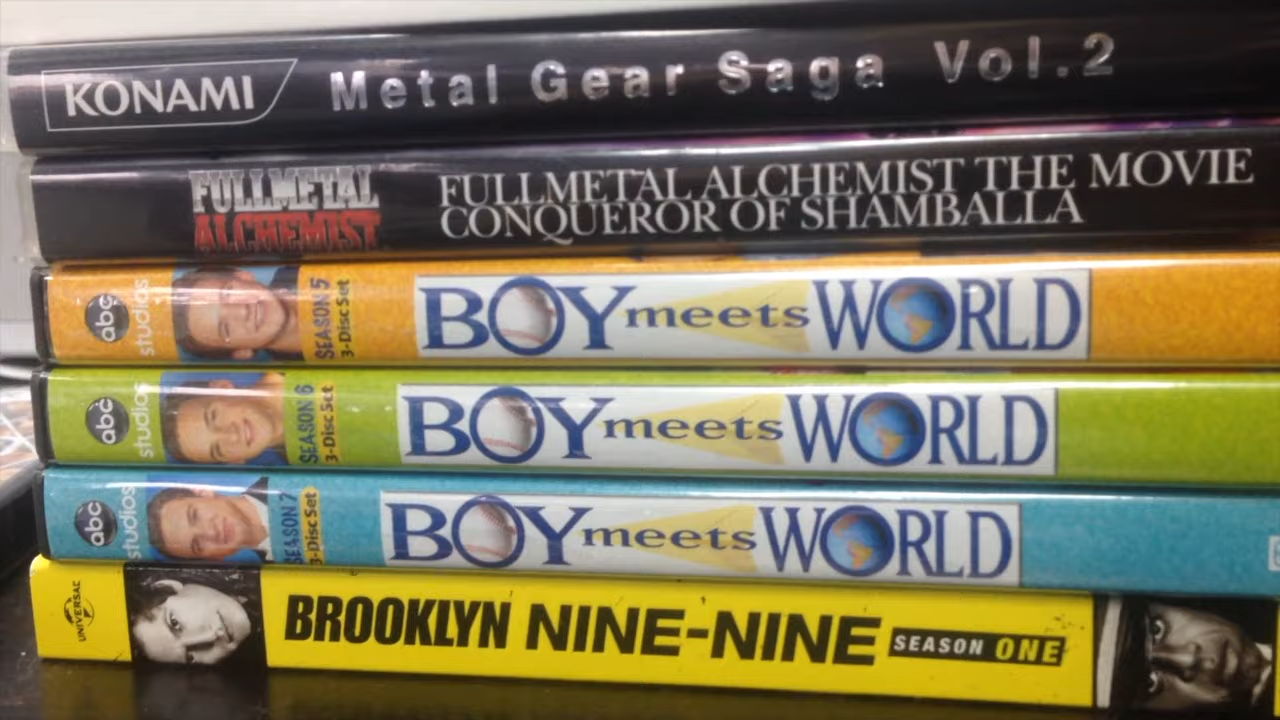 KONAMI Metal Gear Saga Vol.2
FULLMETAL
ALCHEMIST
FULLMETAL ALCHEMIST THE MOVIE
CONQUEROR OF SHAMBALLA
abc studios
SEASON 5
3-Disc Set
BOY meets WORLD
abc studios
SEASON 6
3-Disc Set
BOY meets WORLD
abc studios
SEASON 7
3-Disc Set
BOY meets WORLD
UNIVERSAL
BROOKLYN NINE-NINE SEASON ONE